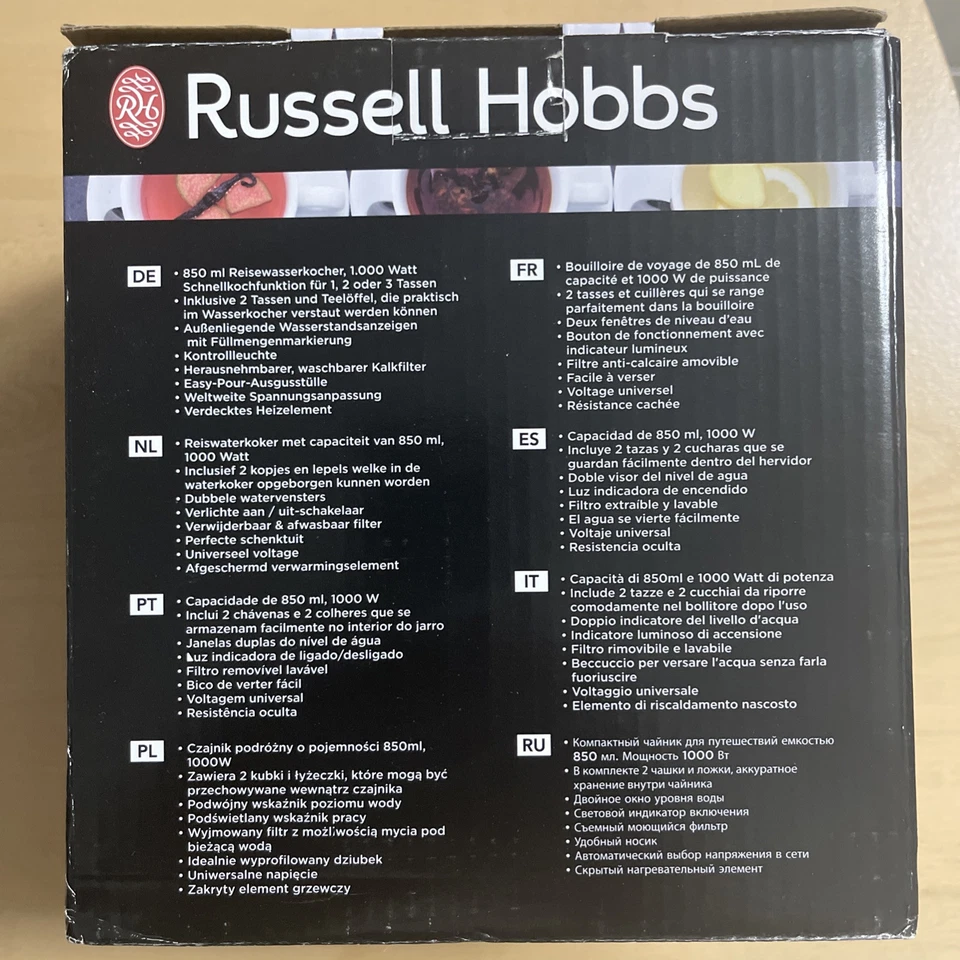 RH
Russell Hobbs
DE
• 850 ml Reisewasserkocher, 1.000 Watt
Schnellkochfunktion für 1, 2 oder 3 Tassen
• Inklusive 2 Tassen und Teelöffel, die praktisch
im Wasserkocher verstaut werden können
• Außenliegende Wasserstandsanzeigen
mit Füllmengenmarkierung
• Kontrollleuchte
• Herausnehmbarer, waschbarer Kalkfilter
• Easy-Pour-Ausgusstülle
• Weltweite Spannungsanpassung
• Verdecktes Heizelement
NL
• Reiswaterkoker met capaciteit van 850 ml,
1000 Watt
• Inclusief 2 kopjes en lepels welke in de
waterkoker opgeborgen kunnen worden
• Dubbele watervensters
• Verlichte aan / uit-schakelaar
• Verwijderbaar & afwasbaar filter
• Perfecte schenktuit
• Universeel voltage
• Afgeschermd verwarmingselement
PT
• Capacidade de 850 ml, 1000 W
• Inclui 2 chávenas e 2 colheres que se
armazenam facilmente no interior do jarro
• Janelas duplas do nível de água
• Luz indicadora de ligado/desligado
• Filtro removível lavável
• Bico de verter fácil
• Voltagem universal
• Resistência oculta
PL
• Czajnik podróżny o pojemności 850ml,
1000W
• Zawiera 2 kubki i łyżeczki, które mogą być
przechowywane wewnątrz czajnika
• Podwójny wskaźnik poziomu wody
• Podświetlany wskaźnik pracy
• Wyjmowany filtr z możliwością mycia pod
bieżącą wodą
• Idealnie wyprofilowany dziubek
• Uniwersalne napięcie
• Zakryty element grzewczy
FR
• Bouilloire de voyage de 850 mL de
capacité et 1000 W de puissance
• 2 tasses et cuillères qui se range
parfaitement dans la bouilloire
• Deux fenêtres de niveau d'eau
• Bouton de fonctionnement avec
indicateur lumineux
• Filtre anti-calcaire amovible
• Facile à verser
• Voltage universel
• Résistance cachée
ES
• Capacidad de 850 ml, 1000 W
• Incluye 2 tazas y 2 cucharas que se
guardan fácilmente dentro del hervidor
• Doble visor del nivel de agua
• Luz indicadora de encendido
• Filtro extraíble y lavable
• El agua se vierte fácilmente
• Voltaje universal
• Resistencia oculta
IT
• Capacità di 850ml e 1000 Watt di potenza
• Include 2 tazze e 2 cucchiai da riporre
comodamente nel bollitore dopo l'uso
• Doppio indicatore del livello d'acqua
• Indicatore luminoso di accensione
• Filtro rimovibile e lavabile
• Beccuccio per versare l'acqua senza farla
fuoriuscire
• Voltaggio universale
• Elemento di riscaldamento nascosto
RU
• Компактный чайник для путешествий емкостью
850 мл. Мощность 1000 Вт
• В комплекте 2 чашки и ложки, аккуратное
хранение внутри чайника
• Двойное окно уровня воды
• Световой индикатор включения
• Съемный моющийся фильтр
• Удобный носик
• Автоматический выбор напряжения в сети
• Скрытый нагревательный элемент